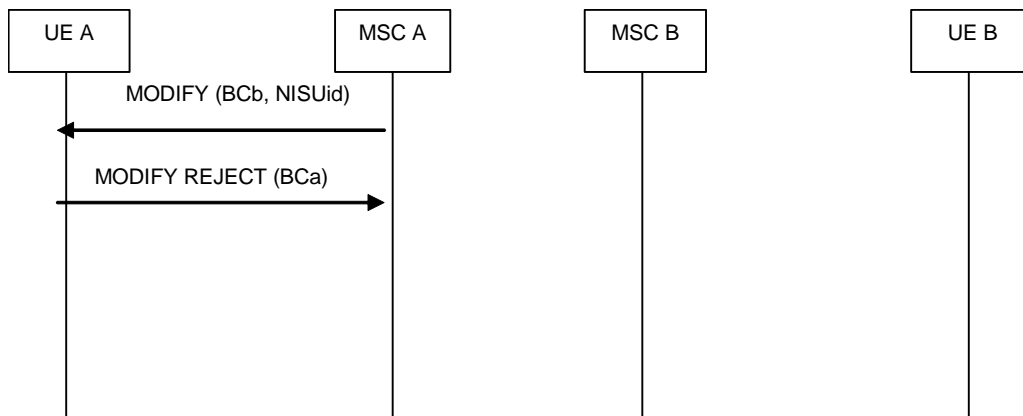 UE A
MSC A
MSC B
UE B
MODIFY (BCb, NISUid)
MODIFY REJECT (BCa)